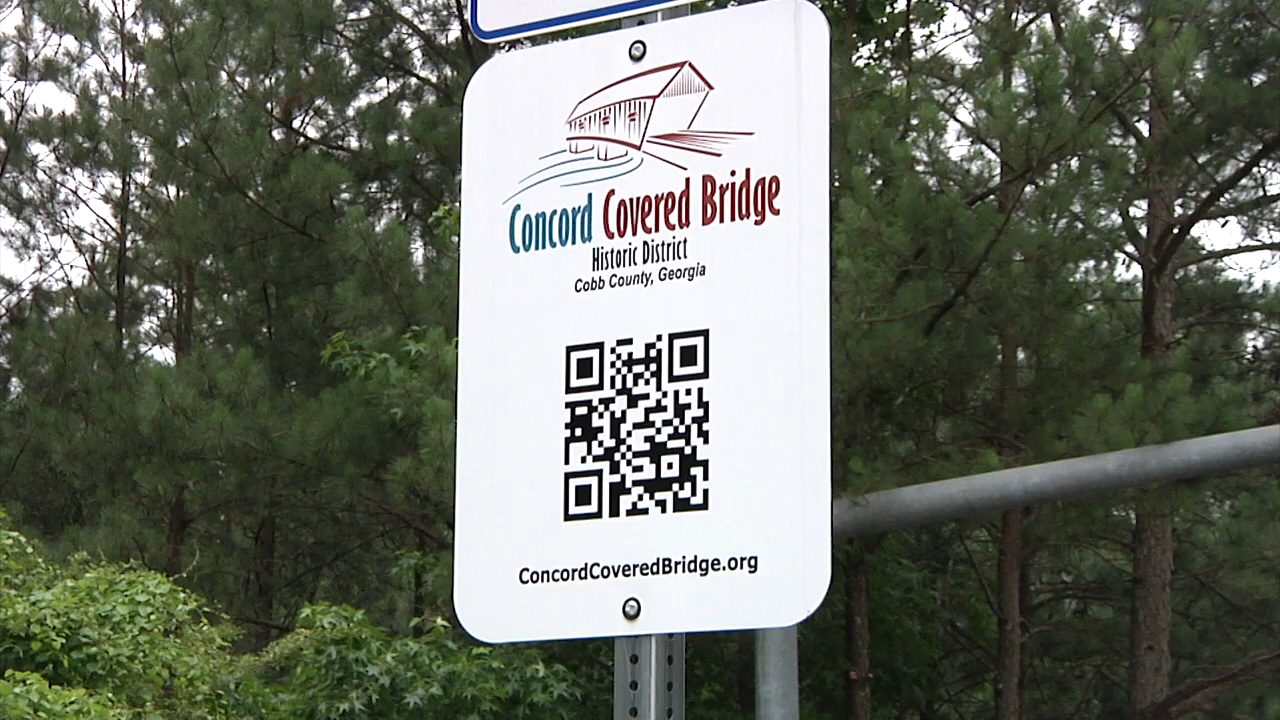 Concord Covered Bridge
Historic District
Cobb County, Georgia
ConcordCoveredBridge.org